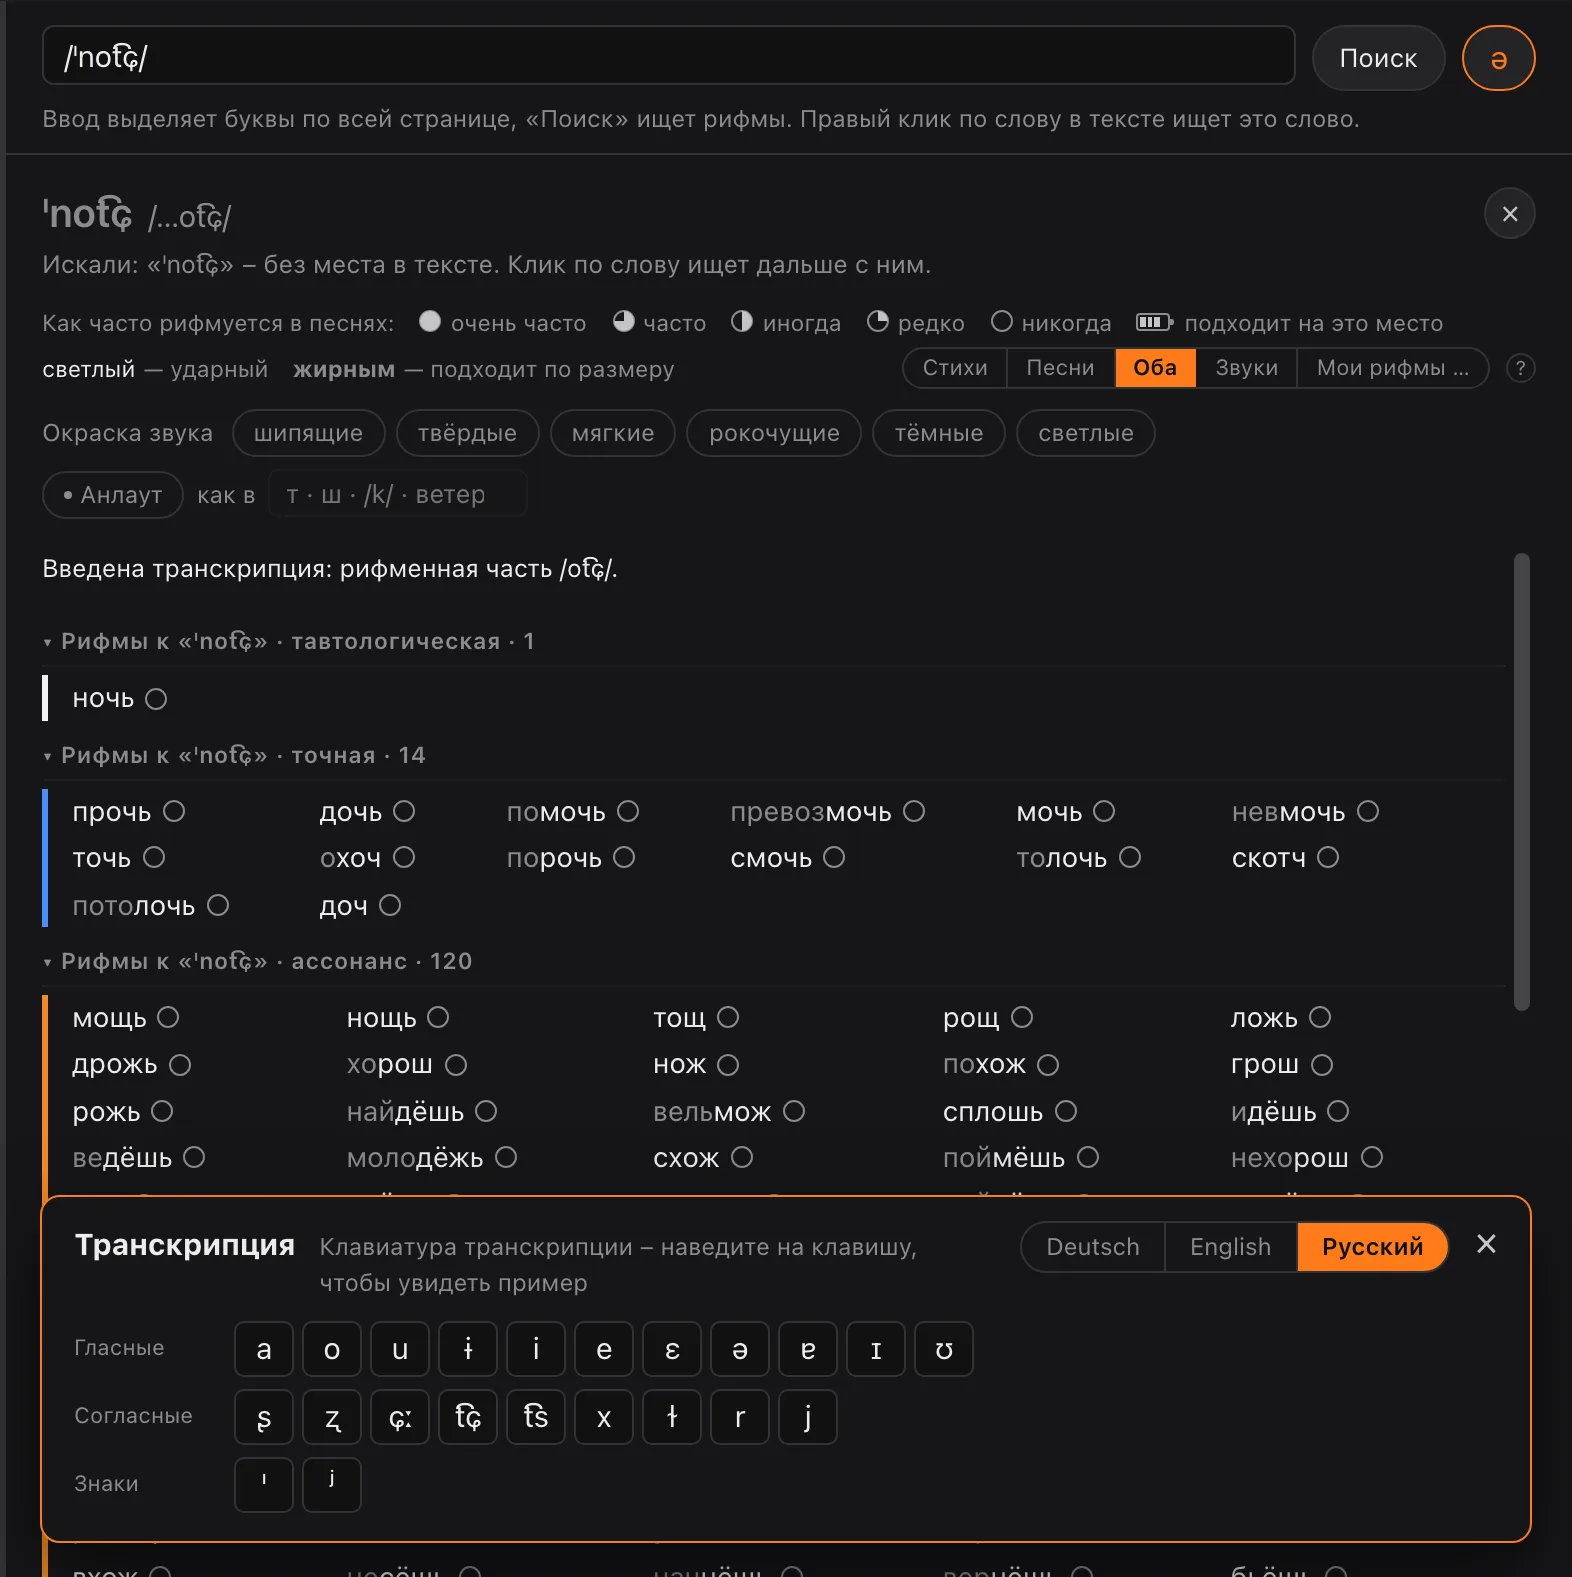 /ˈnot͡ɕ/ Поиск ə
Ввод выделяет буквы по всей странице, «Поиск» ищет рифмы. Правый клик по слову в тексте ищет это слово.
ˈnot͡ɕ /…ot͡ɕ/ ×
Искали: «ˈnot͡ɕ» – без места в тексте. Клик по слову ищет дальше с ним.
Как часто рифмуется в песнях: очень часто часто иногда редко никогда подходит на это место
светлый — ударный жирным — подходит по размеру Стихи Песни Оба Звуки Мои рифмы ... ?
Окраска звука шипящие твёрдые мягкие рокочущие тёмные светлые
• Анлаут как в т · ш · /k/ · ветер
Введена транскрипция: рифменная часть /ot͡ɕ/.
▾ Рифмы к «ˈnot͡ɕ» · тавтологическая · 1
ночь
▾ Рифмы к «ˈnot͡ɕ» · точная · 14
прочь дочь помочь превозмочь мочь невмочь
точь охоч порочь смочь толочь скотч
потолочь доч
▾ Рифмы к «ˈnot͡ɕ» · ассонанс · 120
мощь нощь тощ рощ ложь
дрожь хорош нож похож грош
рожь найдёшь вельмож сплошь идёшь
ведёшь молодёжь схож поймёшь нехорош
Транскрипция Клавиатура транскрипции – наведите на клавишу, Deutsch English Русский ×
чтобы увидеть пример
Гласные a o u ɨ i e ɛ ə ɐ ɪ ʊ
Согласные ʂ ʐ ɕː t͡ɕ t͡s x ɫ r j
Знаки ˈ ʲ